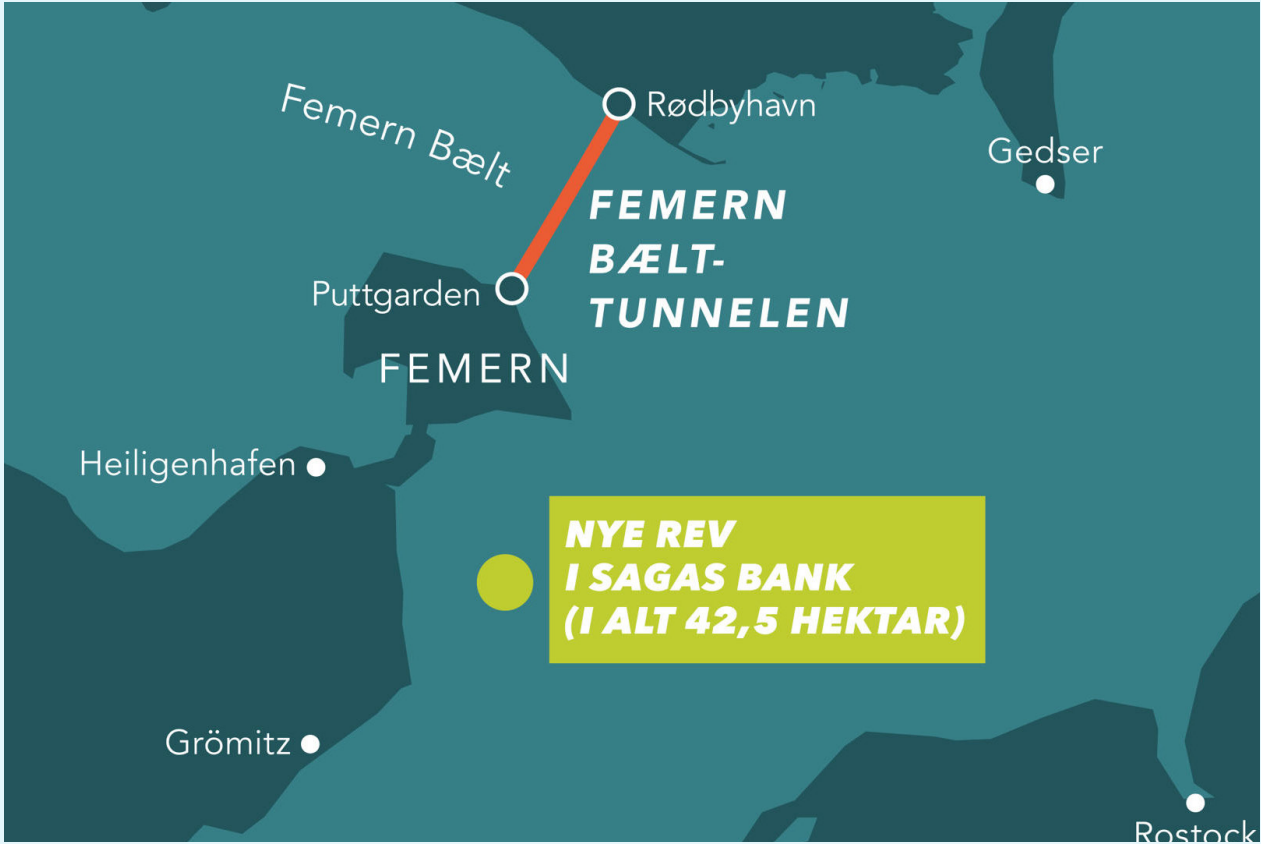 Femern Bælt
Rødbyhavn
Gedser
FEMERN
BÆLT-
TUNNELEN
Puttgarden
FEMERN
Heiligenhafen
NYE REV
I SAGAS BANK
(I ALT 42,5 HEKTAR)
Grömitz
Rostock